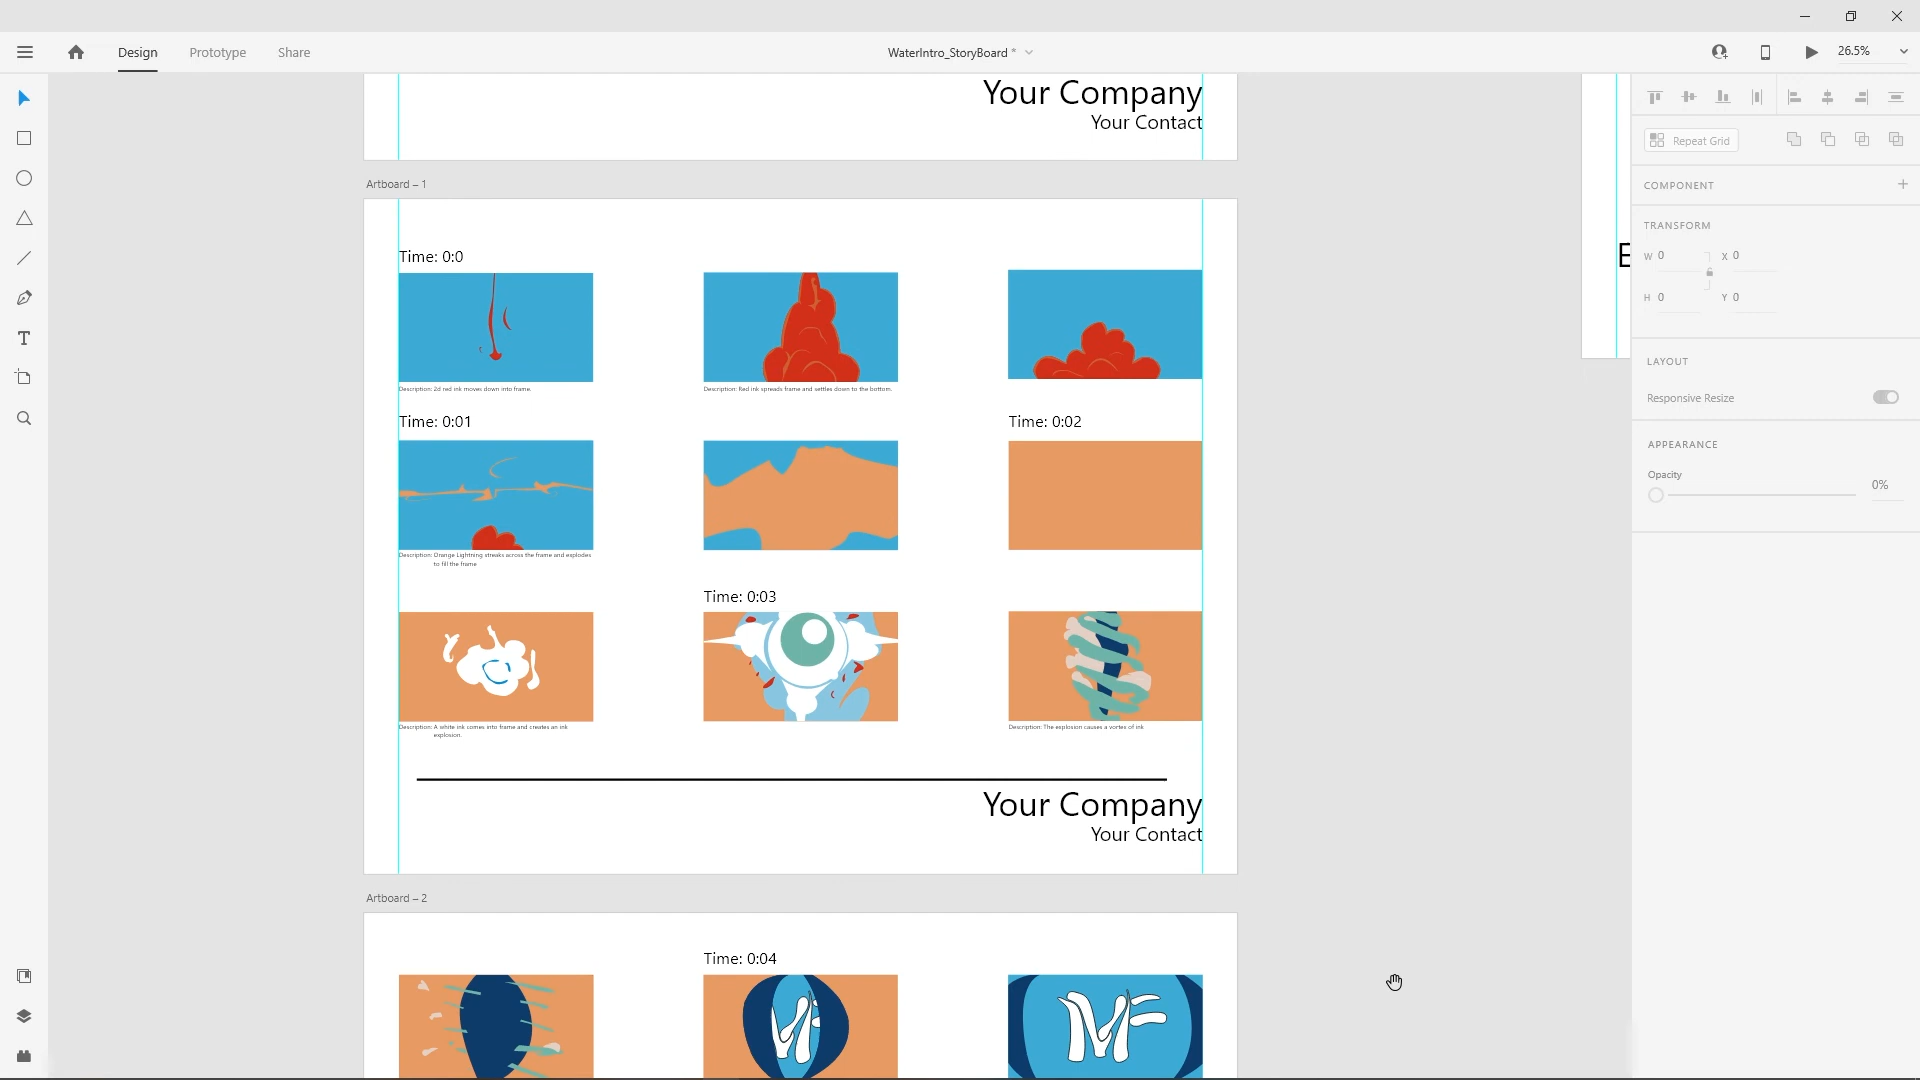 Design
Prototype
Share
WaterIntro_StoryBoard *
26.5%
Your Company
Your Contact
Repeat Grid
COMPONENT
TRANSFORM
W 0
X 0
H 0
Y 0
LAYOUT
Responsive Resize
APPEARANCE
Opacity
0%
E
Artboard – 1
Time: 0:0
Description: 2d red ink moves down into frame.
Description: Red ink spreads frame and settles down to the bottom.
Time: 0:01
Time: 0:02
Description: Orange Lightning streaks across the frame and explodes
to fill the frame
Time: 0:03
Description: A white ink comes into frame and creates an ink
explosion.
Description: The explosion causes a vortex of ink
Your Company
Your Contact
Artboard – 2
Time: 0:04